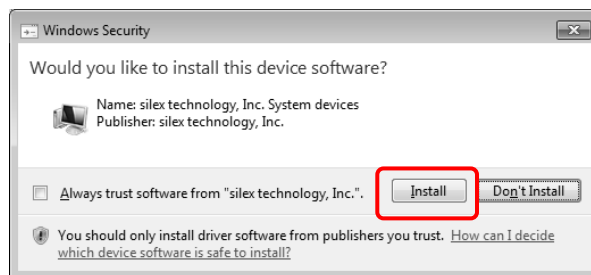 Windows Security
Would you like to install this device software?
Name: silex technology, Inc. System devices
Publisher: silex technology, Inc.
Always trust software from "silex technology, Inc.". Install Don't Install
You should only install driver software from publishers you trust. How can I decide
which device software is safe to install?